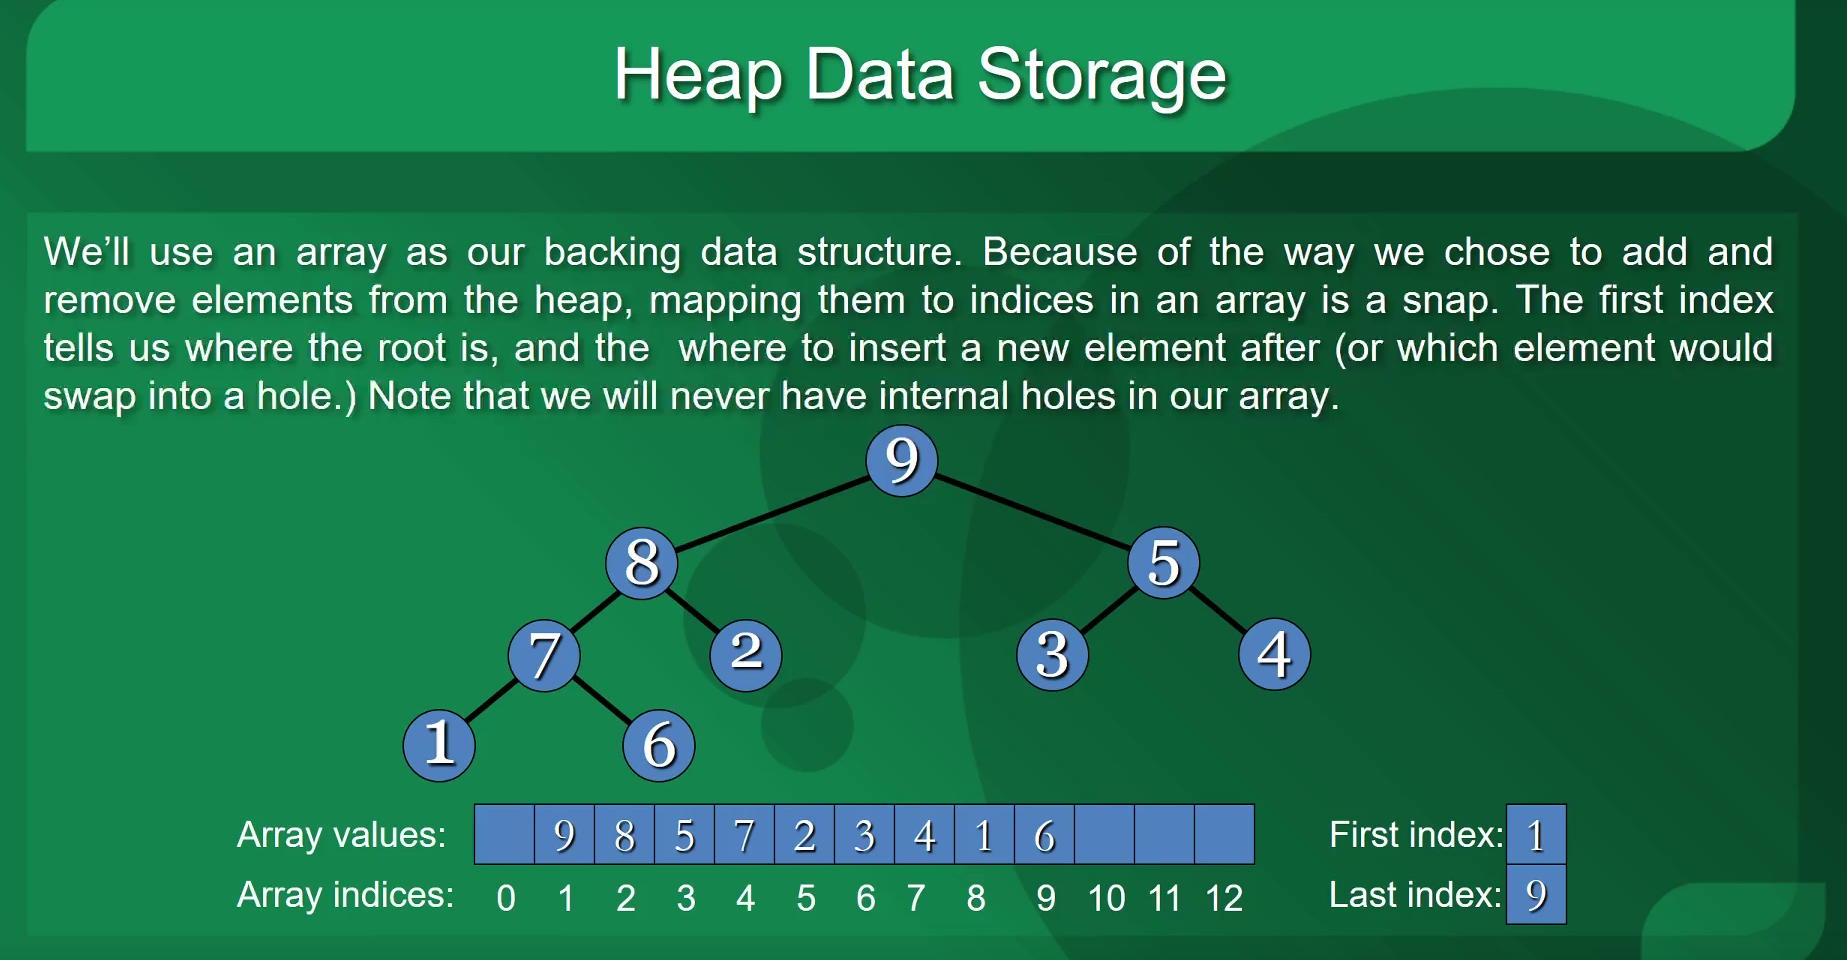 Heap Data Storage
We'll use an array as our backing data structure. Because of the way we chose to add and
remove elements from the heap, mapping them to indices in an array is a snap. The first index
tells us where the root is, and the  where to insert a new element after (or which element would
swap into a hole.) Note that we will never have internal holes in our array.
9
8 5
7 2 3 4
1 6
Array values: 9 8 5 7 2 3 4 1 6 First index: 1
Array indices: 0 1 2 3 4 5 6 7 8 9 10 11 12 Last index: 9